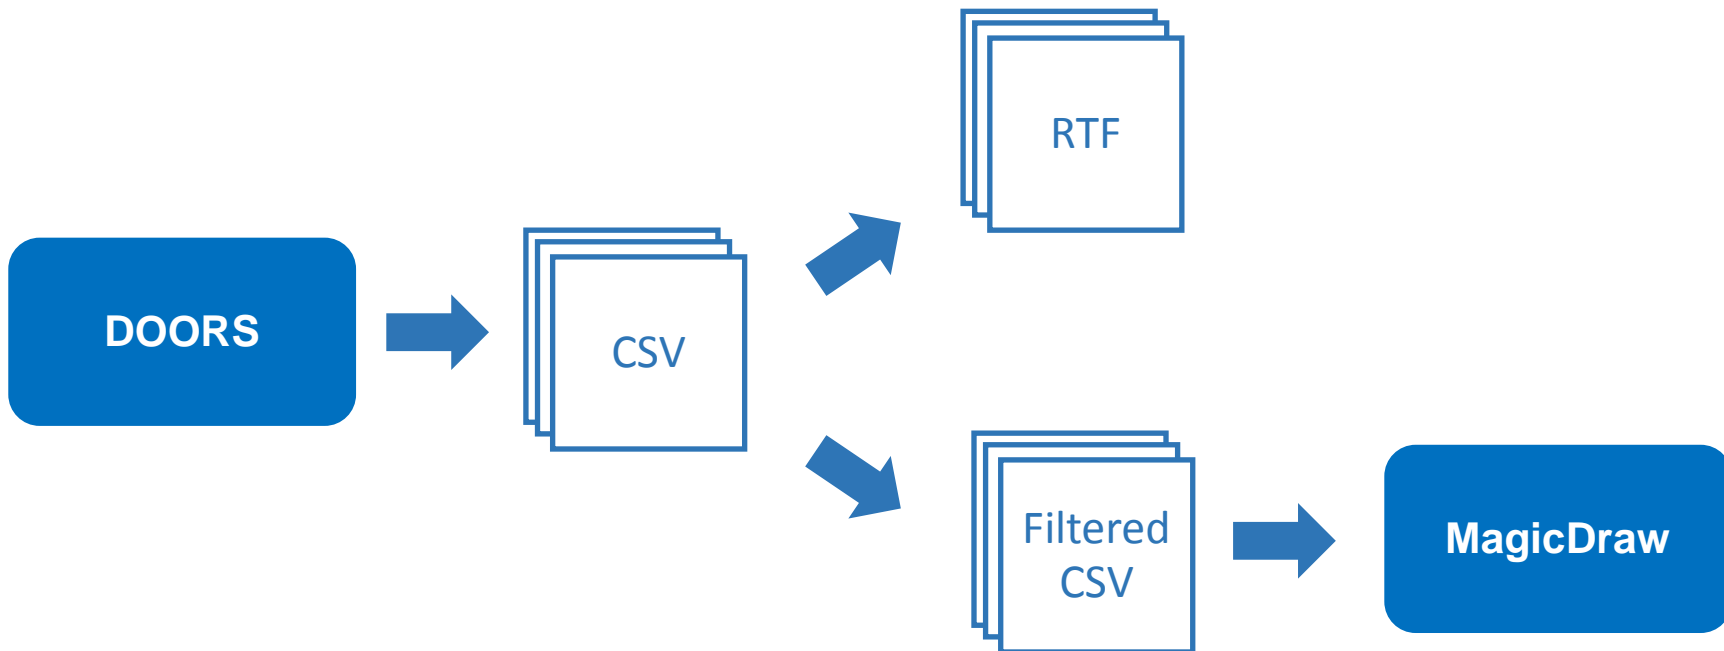 RTF
DOORS
CSV
Filtered
CSV
MagicDraw